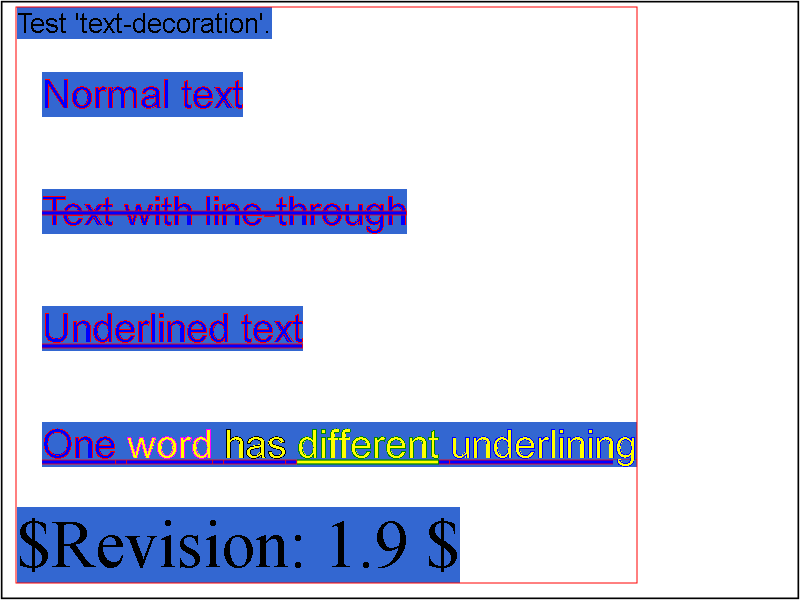 Test 'text-decoration'.
Normal text
Text with line-through
Underlined text
One word has different underlining
$Revision: 1.9 $